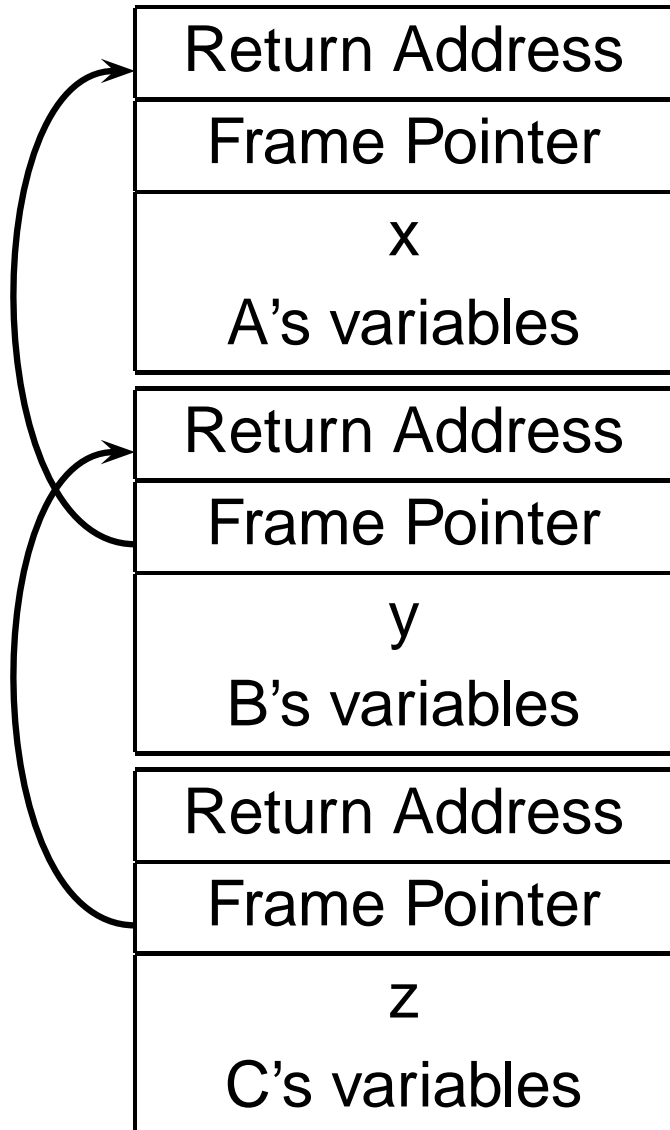 Return Address
Frame Pointer
x
A’s variables
Return Address
Frame Pointer
y
B’s variables
Return Address
Frame Pointer
z
C’s variables